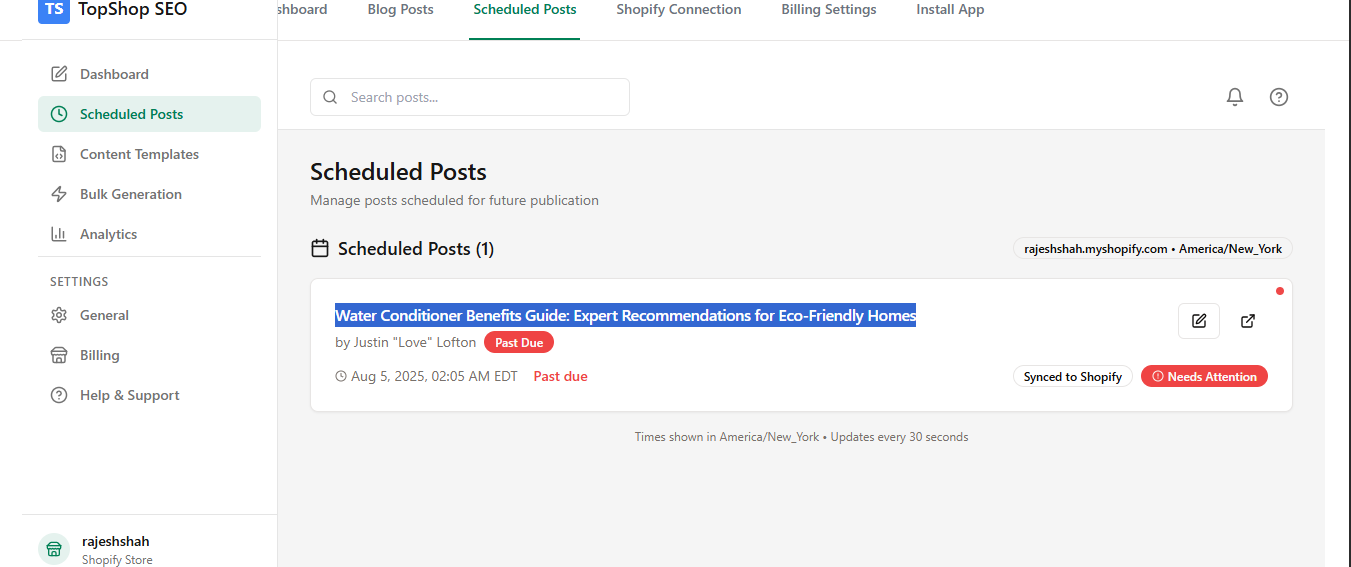 TS TopShop SEO
shboard Blog Posts Scheduled Posts Shopify Connection Billing Settings Install App
Dashboard
Scheduled Posts
Content Templates
Bulk Generation
Analytics
SETTINGS
General
Billing
Help & Support
rajeshshah
Shopify Store
Search posts...
Scheduled Posts
Manage posts scheduled for future publication
Scheduled Posts (1)
rajeshshah.myshopify.com • America/New_York
Water Conditioner Benefits Guide: Expert Recommendations for Eco-Friendly Homes
by Justin "Love" Lofton Past Due
Aug 5, 2025, 02:05 AM EDT Past due
Synced to Shopify Needs Attention
Times shown in America/New_York • Updates every 30 seconds